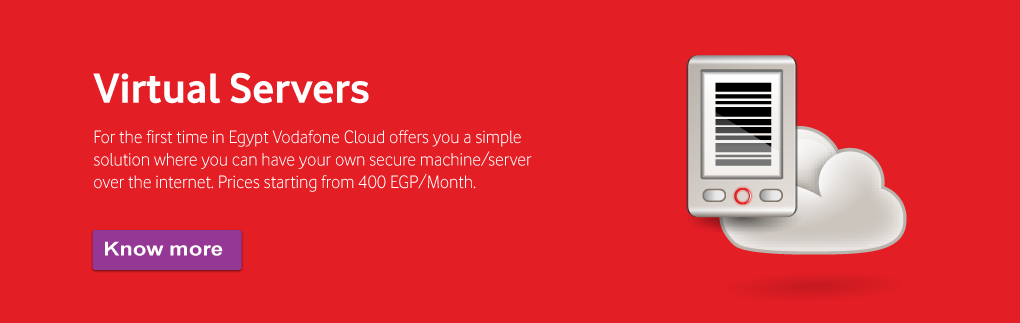 Virtual Servers
For the first time in Egypt Vodafone Cloud offers you a simple
solution where you can have your own secure machine/server
over the internet. Prices starting from 400 EGP/Month.
Know more